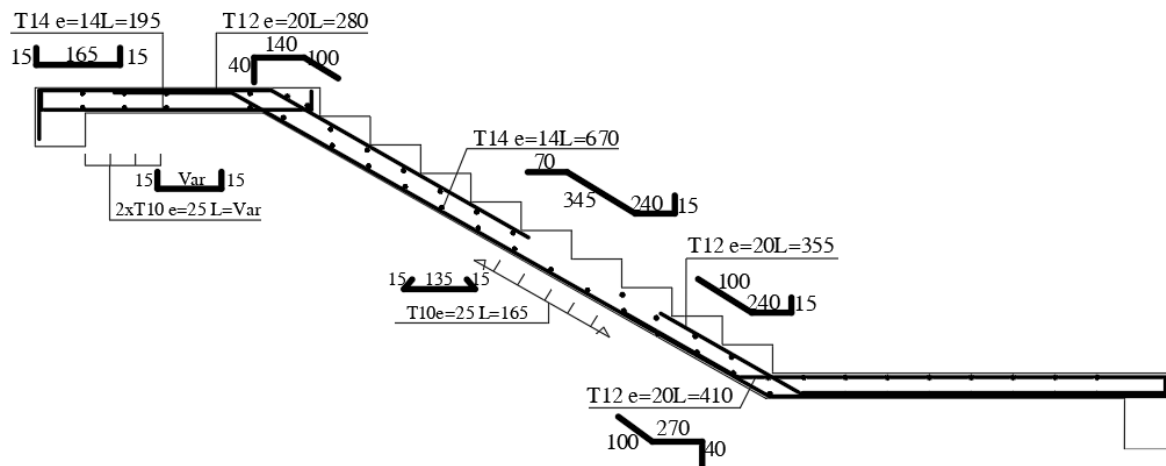 T14 e=14L=195
T12 e=20L=280
15 165 15
140
40 100
T14 e=14L=670
70
345
240 15
15 Var 15
2xT10 e=25 L=Var
T12 e=20L=355
100
240 15
15 135 15
T10e=25 L=165
T12 e=20L=410
270
100 40